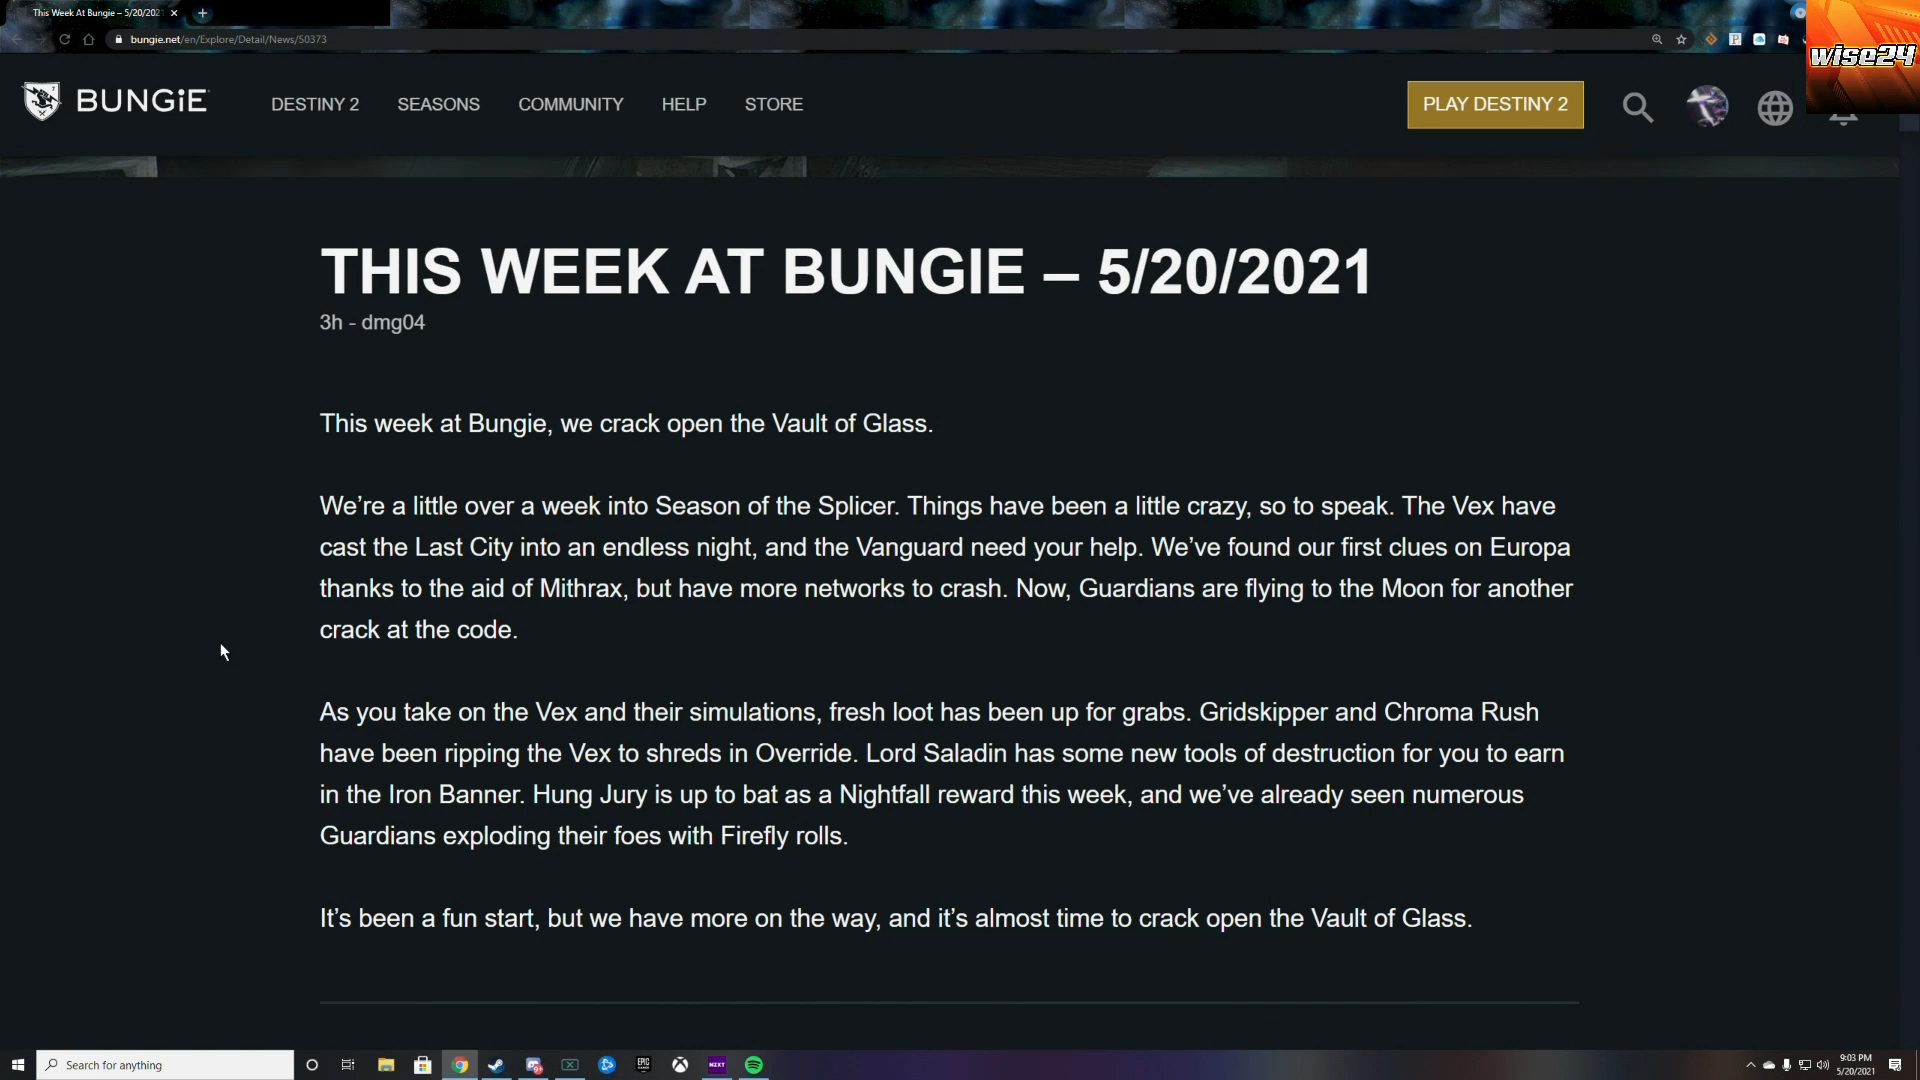 This Week At Bungie – 5/20/202
bungie.net/en/Explore/Detail/News/50373
wise24
BUNGiE
DESTINY 2
SEASONS
COMMUNITY
HELP
STORE
PLAY DESTINY 2
THIS WEEK AT BUNGIE – 5/20/2021
3h - dmg04
This week at Bungie, we crack open the Vault of Glass.
We’re a little over a week into Season of the Splicer. Things have been a little crazy, so to speak. The Vex have
cast the Last City into an endless night, and the Vanguard need your help. We’ve found our first clues on Europa
thanks to the aid of Mithrax, but have more networks to crash. Now, Guardians are flying to the Moon for another
crack at the code.
As you take on the Vex and their simulations, fresh loot has been up for grabs. Gridskipper and Chroma Rush
have been ripping the Vex to shreds in Override. Lord Saladin has some new tools of destruction for you to earn
in the Iron Banner. Hung Jury is up to bat as a Nightfall reward this week, and we’ve already seen numerous
Guardians exploding their foes with Firefly rolls.
It’s been a fun start, but we have more on the way, and it’s almost time to crack open the Vault of Glass.
Search for anything
EPIC
NZXT
9:03 PM
5/20/2021